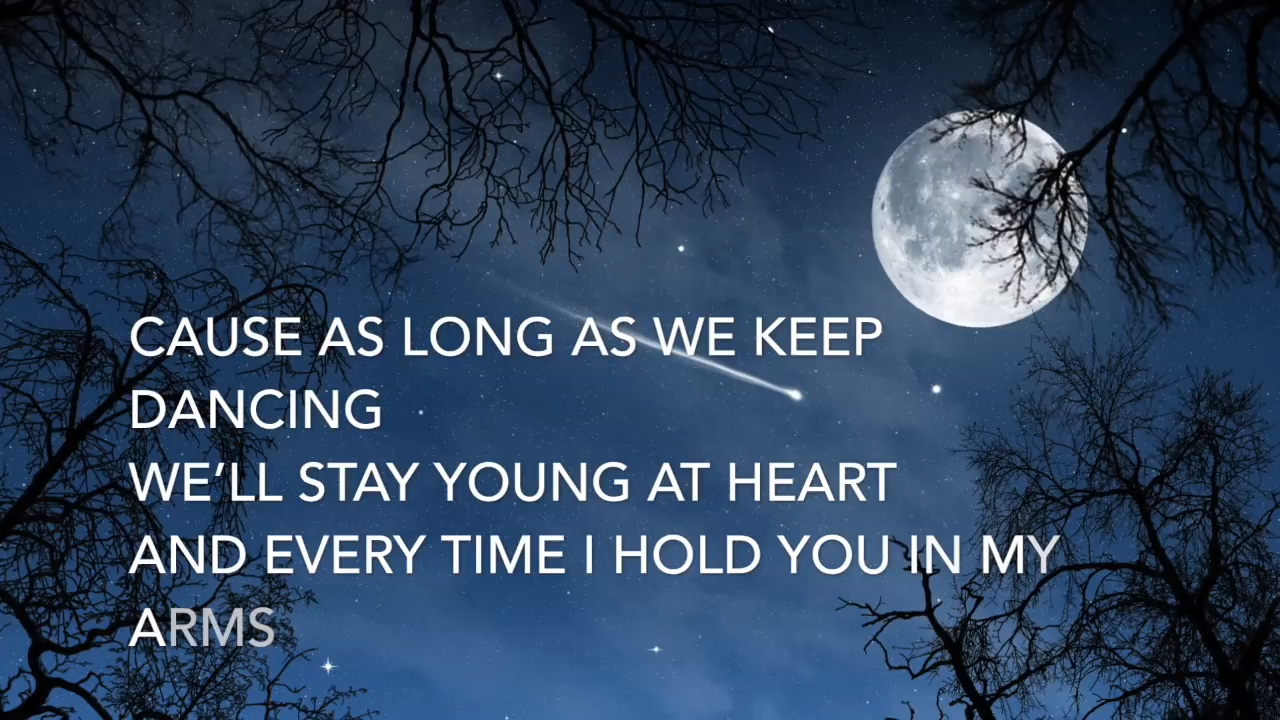 CAUSE AS LONG AS WE KEEP
DANCING
WE’LL STAY YOUNG AT HEART
AND EVERY TIME I HOLD YOU IN MY
ARMS